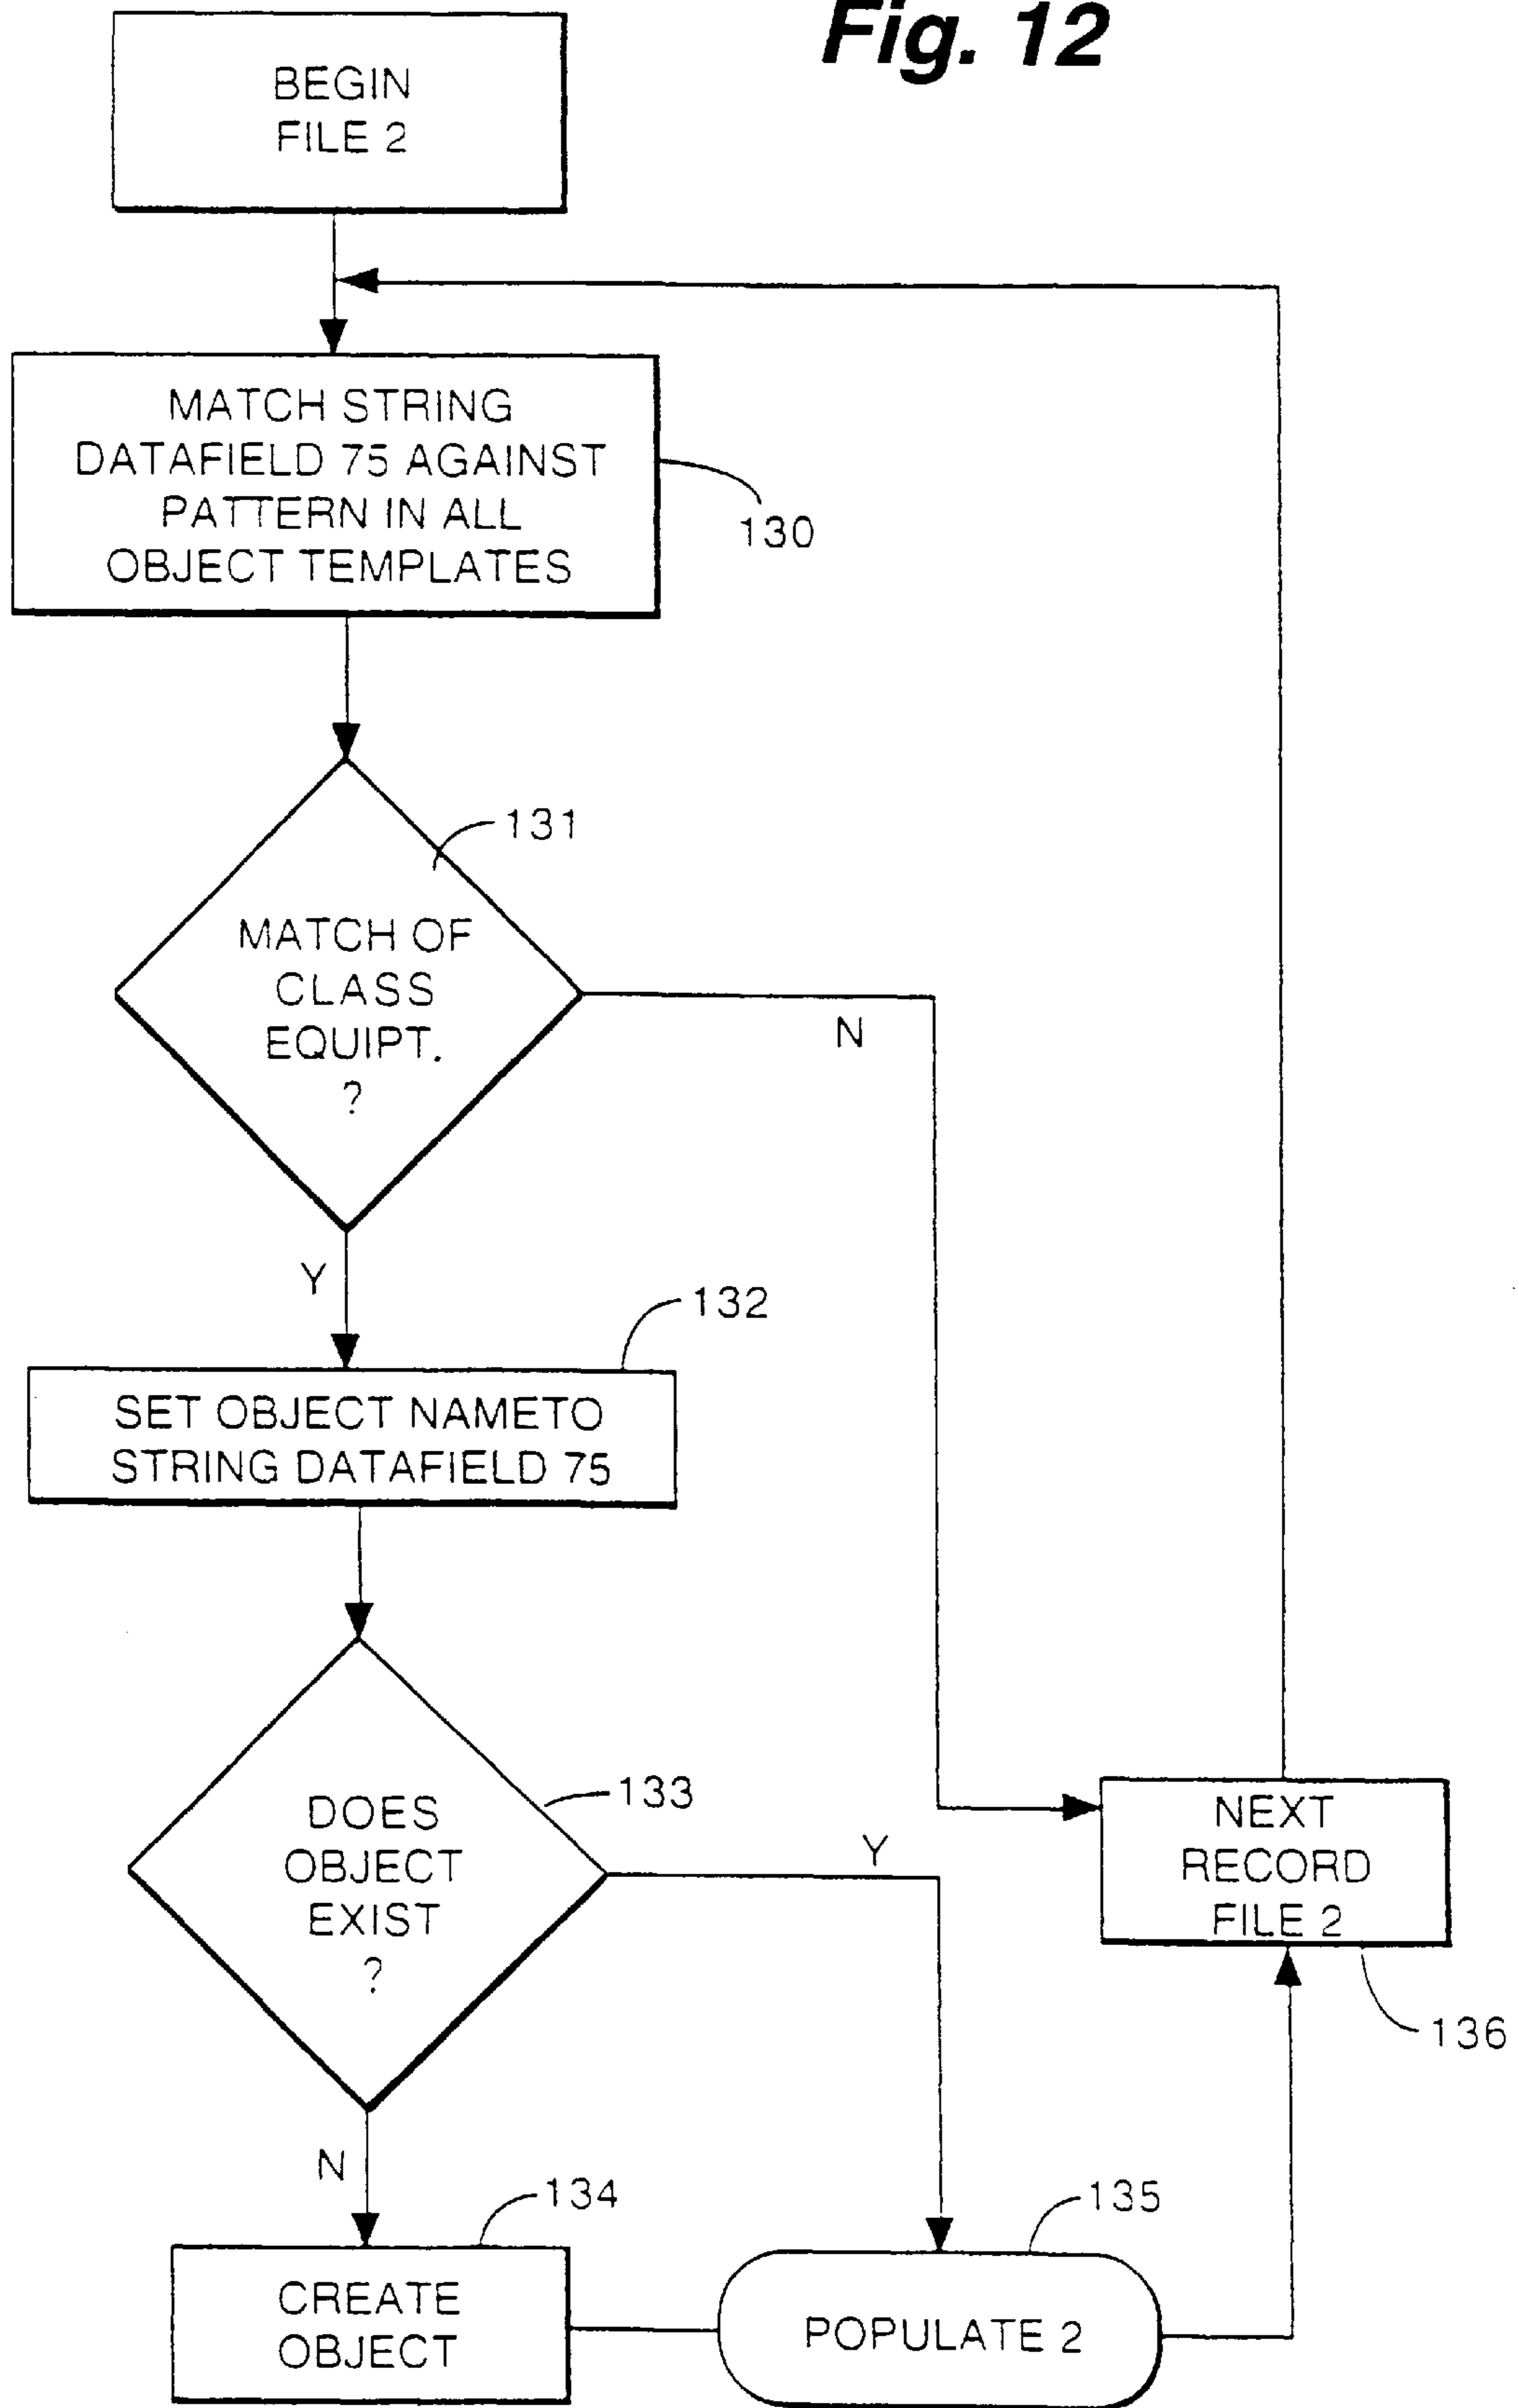 Fig. 12
BEGIN
FILE 2
MATCH STRING
DATAFIELD 75 AGAINST
PATTERN IN ALL
OBJECT TEMPLATES
130
131
MATCH OF
CLASS
EQUIPT.
?
N
Y
132
SET OBJECT NAMETO
STRING DATAFIELD 75
133
DOES
OBJECT
EXIST
?
Y
NEXT
RECORD
FILE 2
136
N
134
135
CREATE
OBJECT
POPULATE 2